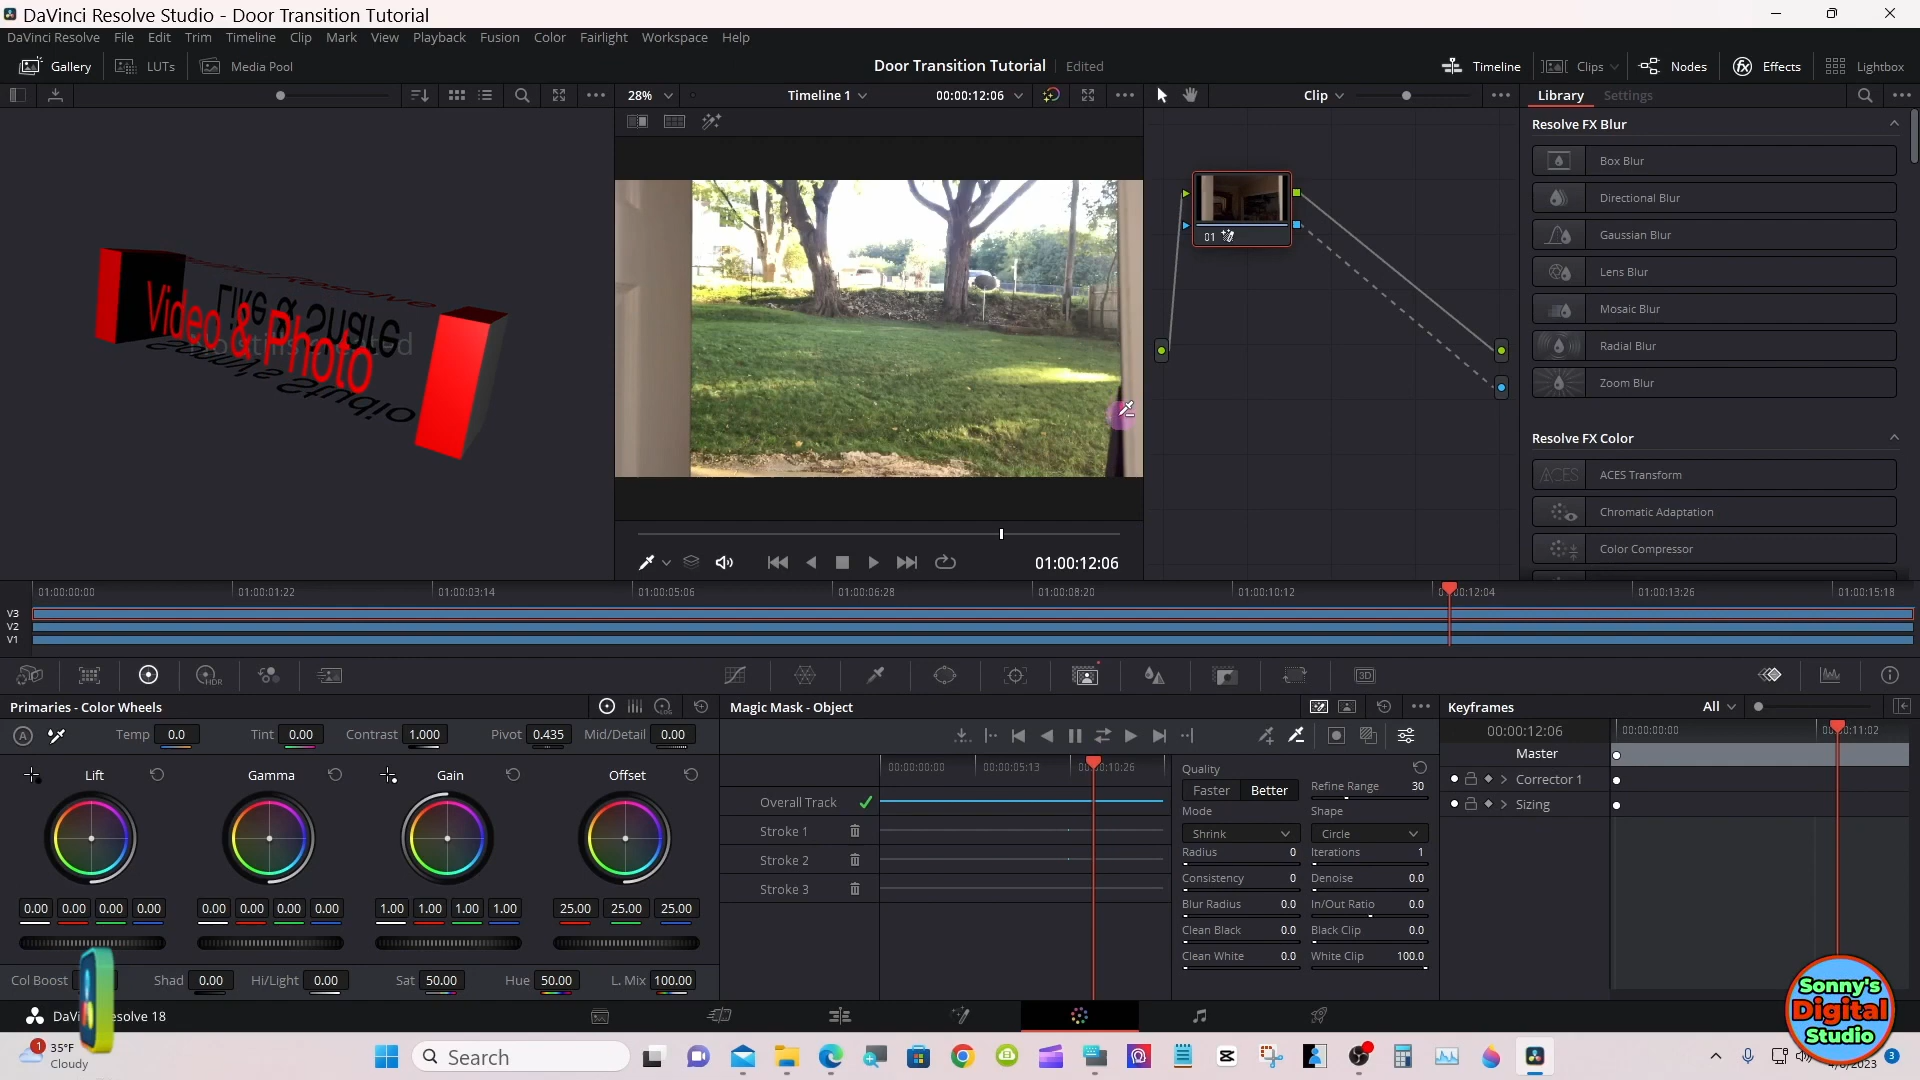 DaVinci Resolve Studio - Door Transition Tutorial
DaVinci Resolve File Edit Trim Timeline Clip Mark View Playback Fusion Color Fairlight Workspace Help
Gallery LUTs Media Pool Door Transition Tutorial Edited Timeline Clips Nodes Effects Lightbox
28% Timeline 1 00:00:12:06 Clip Library Settings
Resolve FX Blur
Box Blur
Directional Blur
Gaussian Blur
Lens Blur
Mosaic Blur
Radial Blur
Zoom Blur
Resolve FX Color
ACES Transform
Chromatic Adaptation
Color Compressor
Like & Share
Video & Photo
01
01:00:12:06
01:00:00:00 01:00:01:22 01:00:03:14 01:00:05:06 01:00:06:28 01:00:08:20 01:00:10:12 01:00:12:04 01:00:13:26 01:00:15:18
V3
V2
V1
HDR 3D
Primaries - Color Wheels Magic Mask - Object Keyframes All
Temp 0.0 Tint 0.00 Contrast 1.000 Pivot 0.435 Mid/Detail 0.00
Lift Gamma Gain Offset
0.00 0.00 0.00 0.00 0.00 0.00 0.00 0.00 1.00 1.00 1.00 1.00 25.00 25.00 25.00
Col Boost Shad 0.00 Hi/Light 0.00 Sat 50.00 Hue 50.00 L. Mix 100.00
00:00:00:00 00:00:05:13 00:00:10:26
Overall Track
Stroke 1
Stroke 2
Stroke 3
Quality
Faster Better Refine Range 30
Mode Shape
Shrink Circle
Radius 0 Iterations 1
Consistency 0 Denoise 0.0
Blur Radius 0.0 In/Out Ratio 0.0
Clean Black 0.0 Black Clip 0.0
Clean White 0.0 White Clip 100.0
00:00:12:06 00:00:00:00 00:00:11:02
Master
Corrector 1
Sizing
Sonny's
Digital
Studio
1
35°F
Cloudy
Search
3